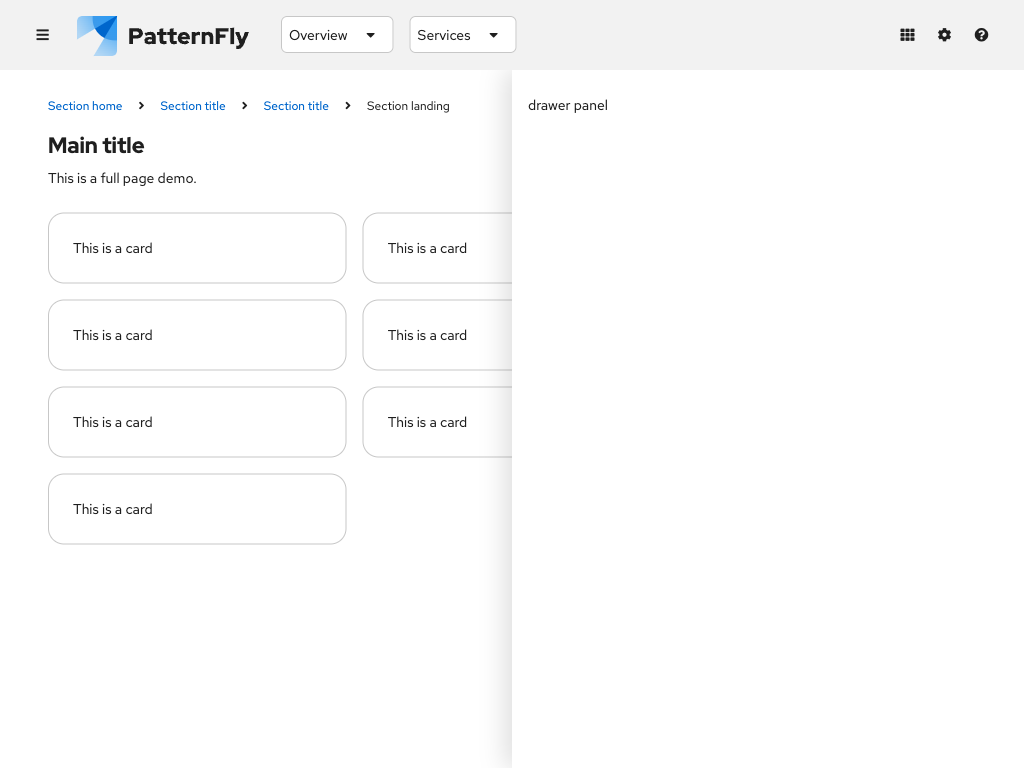 PatternFly
Overview
Services
Section home
Section title
Section title
Section landing
drawer panel
Main title
This is a full page demo.
This is a card
This is a card
This is a card
This is a card
This is a card
This is a card
This is a card